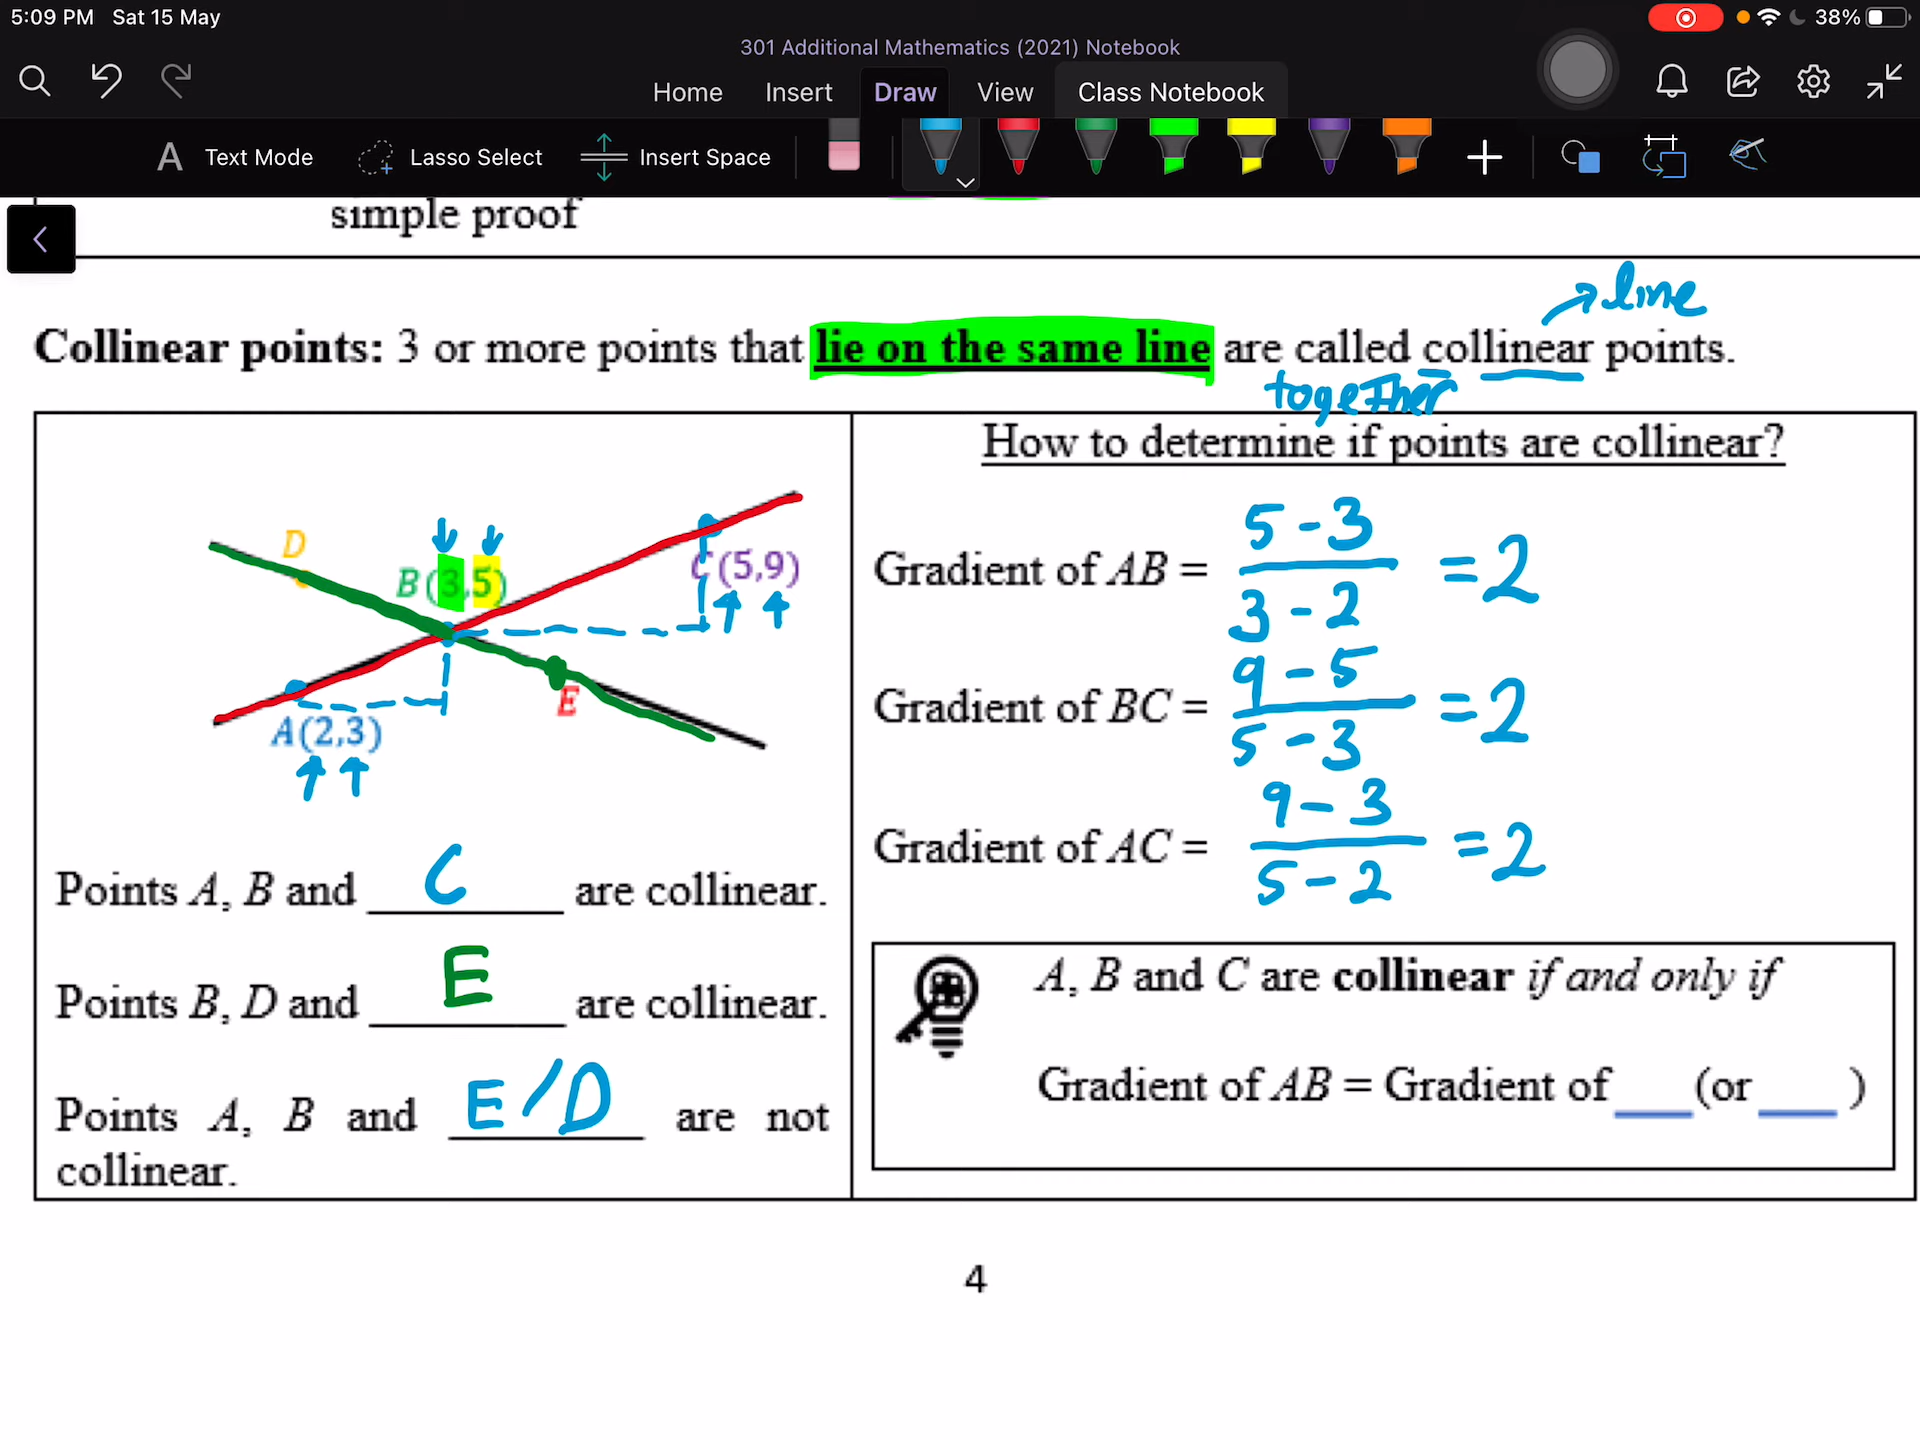 5:09 PM Sat 15 May
38%
301 Additional Mathematics (2021) Notebook
Home Insert Draw View Class Notebook
A Text Mode Lasso Select Insert Space
simple proof
line
Collinear points: 3 or more points that lie on the same line are called collinear points.
together
D
B(3,5)
C(5,9)
E
A(2,3)
Points A, B and C are collinear.
Points B, D and E are collinear.
Points A, B and E/D are not
collinear.
How to determine if points are collinear?
Gradient of AB = 5-3/3-2 = 2
Gradient of BC = 9-5/5-3 = 2
Gradient of AC = 9-3/5-2 = 2
A, B and C are collinear if and only if
Gradient of AB = Gradient of ___ (or ___ )
4